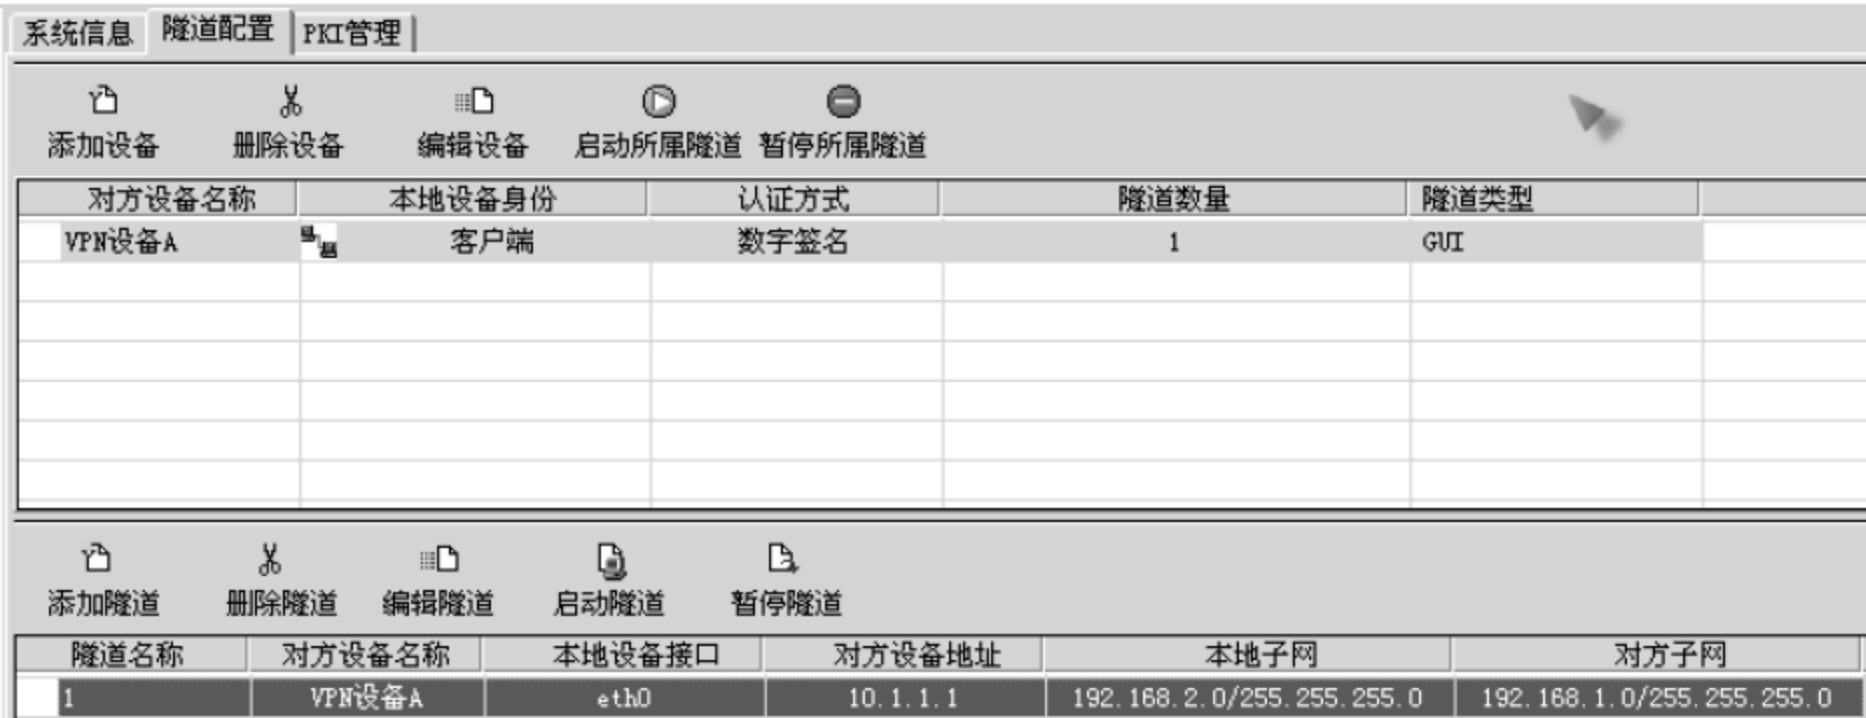 系统信息 隧道配置 PKI管理
添加设备 删除设备 编辑设备 启动所属隧道 暂停所属隧道
对方设备名称 本地设备身份 认证方式 隧道数量 隧道类型
VPN设备A 客户端 数字签名 1 GUI
添加隧道 删除隧道 编辑隧道 启动隧道 暂停隧道
隧道名称 对方设备名称 本地设备接口 对方设备地址 本地子网 对方子网
1 VPN设备A eth0 10.1.1.1 192.168.2.0/255.255.255.0 192.168.1.0/255.255.255.0